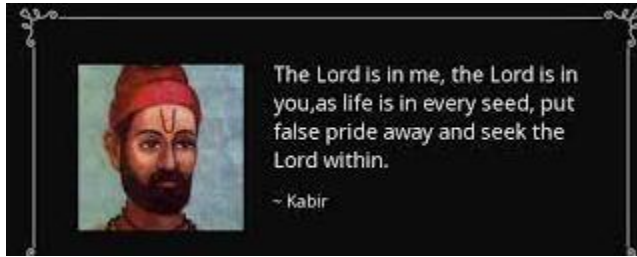 The Lord is in me, the Lord is in
you,as life is in every seed, put
false pride away and seek the
Lord within.
~ Kabir